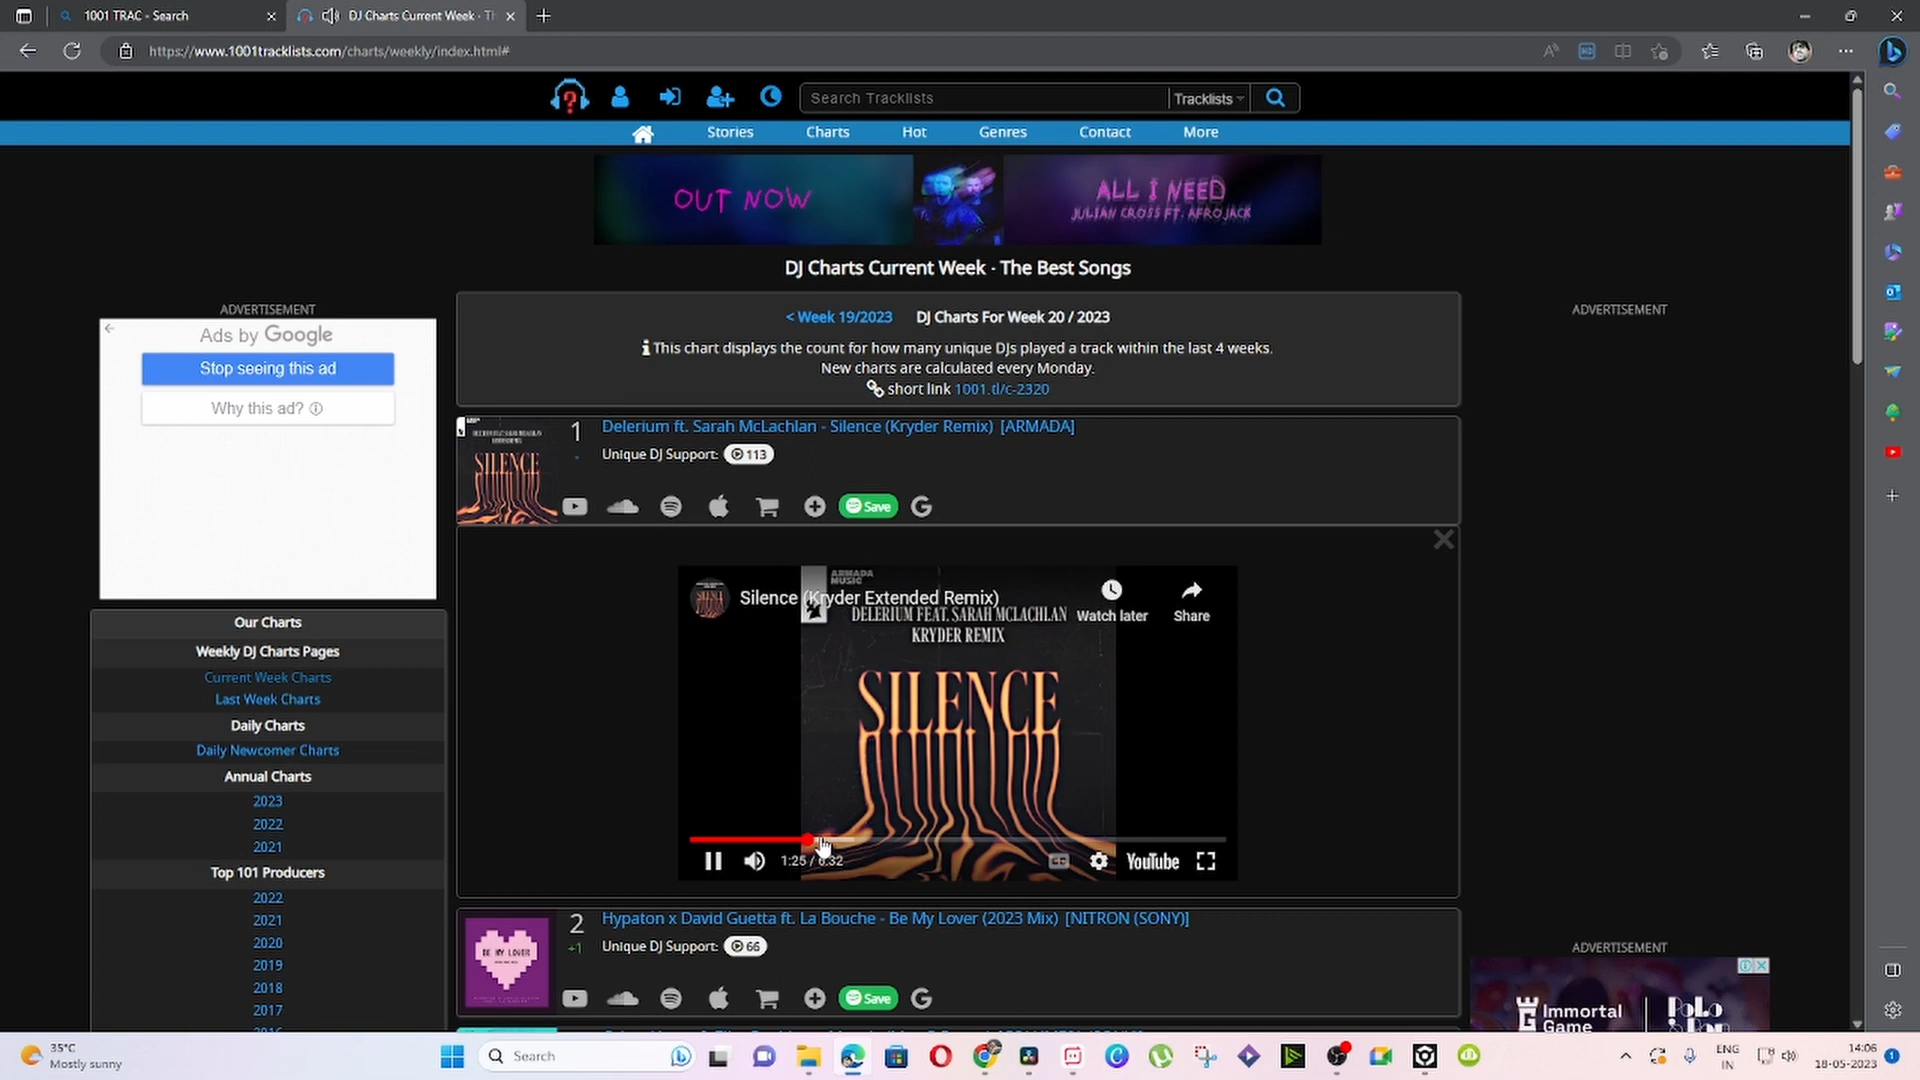 1001 TRAC - Search
DJ Charts Current Week - Th
https://www.1001tracklists.com/charts/weekly/index.html#
Search Tracklists
Tracklists
Stories
Charts
Hot
Genres
Contact
More
OUT NOW
ALL I NEED
JULIAN CROSS FT. AFROJACK
DJ Charts Current Week - The Best Songs
ADVERTISEMENT
Ads by Google
Stop seeing this ad
Why this ad?
< Week 19/2023 DJ Charts For Week 20 / 2023
This chart displays the count for how many unique DJs played a track within the last 4 weeks.
New charts are calculated every Monday.
short link 1001.tl/c-2320
ADVERTISEMENT
1
Delerium ft. Sarah McLachlan - Silence (Kryder Remix) [ARMADA]
Unique DJ Support: 113
Save
SILENCE
ARMADA
MUSIC
Silence (Kryder Extended Remix)
Watch later
Share
DELERIUM FEAT. SARAH MCLACHLAN
KRYDER REMIX
SILENCE
1:25 / 6:32
YouTube
Our Charts
Weekly DJ Charts Pages
Current Week Charts
Last Week Charts
Daily Charts
Daily Newcomer Charts
Annual Charts
2023
2022
2021
Top 101 Producers
2022
2021
2020
2019
2018
2017
2016
2
+1
BE MY LOVER
Hypaton x David Guetta ft. La Bouche - Be My Lover (2023 Mix) [NITRON (SONY)]
Unique DJ Support: 66
Save
ADVERTISEMENT
Immortal
Game
35°C
Mostly sunny
Search
ENG
IN
14:06
18-05-2023
1